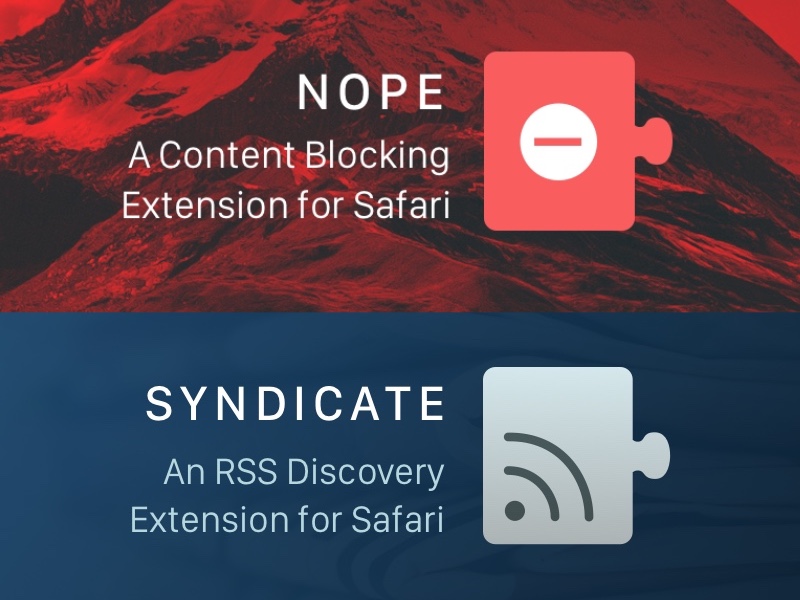 NOPE
A Content Blocking
Extension for Safari
SYNDICATE
An RSS Discovery
Extension for Safari